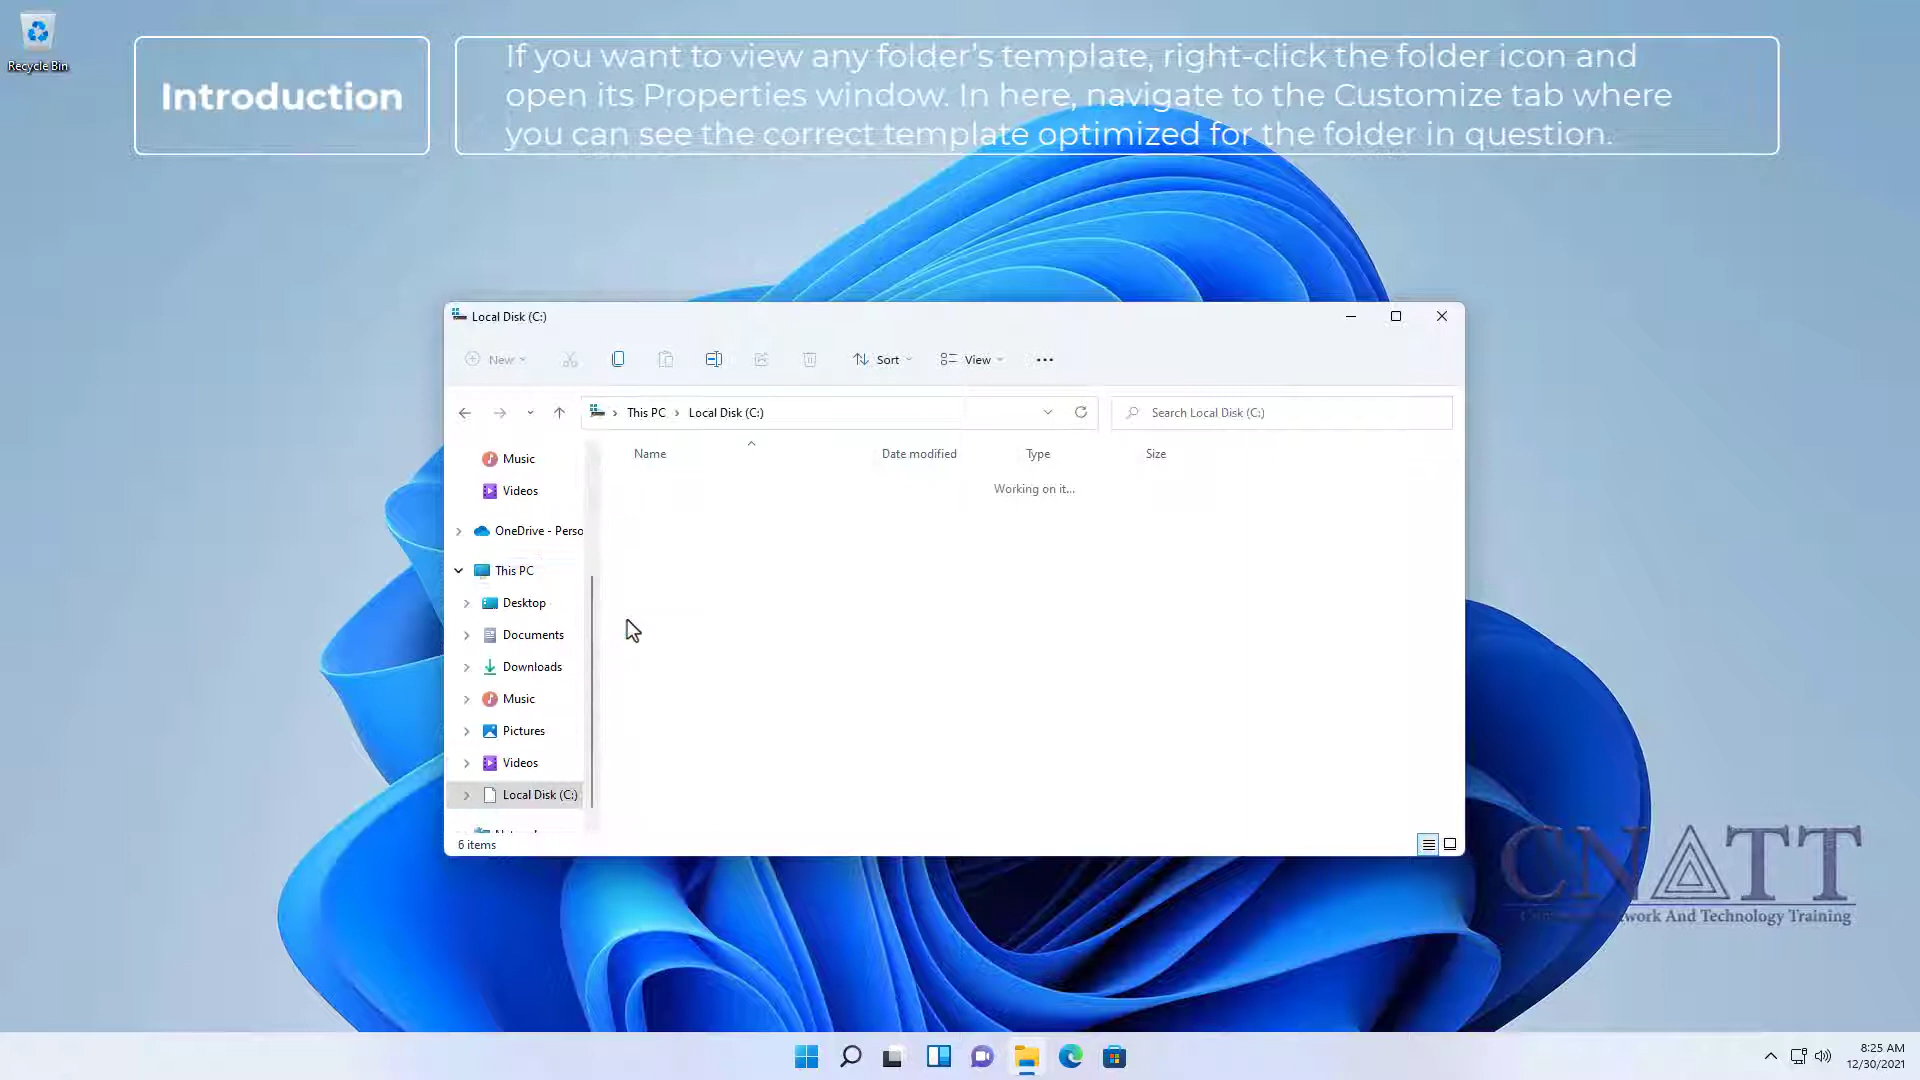 Recycle Bin
Introduction
If you want to view any folder's template, right-click the folder icon and
open its Properties window. In here, navigate to the Customize tab where
you can see the correct template optimized for the folder in question.
Local Disk (C:)
New
Sort
View
This PC
Local Disk (C:)
Search Local Disk (C:)
Name
Date modified
Type
Size
Working on it...
Music
Videos
OneDrive - Perso
This PC
Desktop
Documents
Downloads
Music
Pictures
Videos
Local Disk (C:)
6 items
CNATT
And Technology Training
8:25 AM
12/30/2021